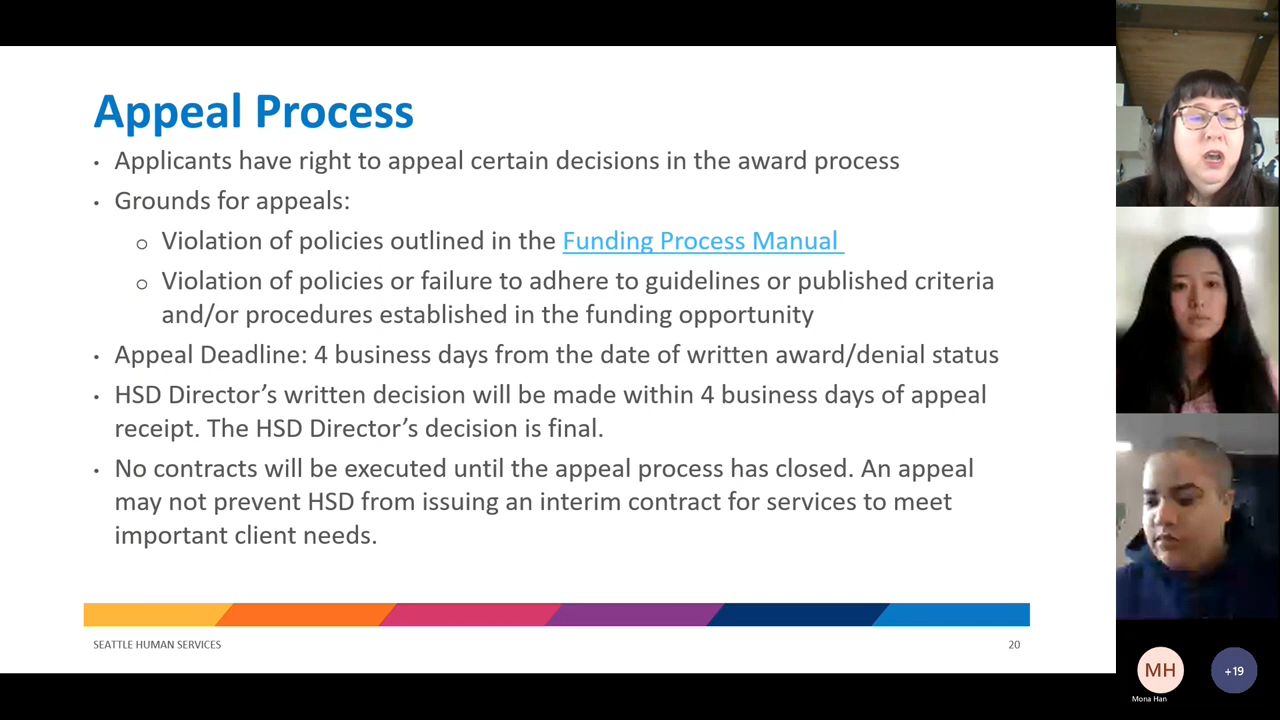 Appeal Process
• Applicants have right to appeal certain decisions in the award process
• Grounds for appeals:
o Violation of policies outlined in the Funding Process Manual
o Violation of policies or failure to adhere to guidelines or published criteria
and/or procedures established in the funding opportunity
• Appeal Deadline: 4 business days from the date of written award/denial status
• HSD Director’s written decision will be made within 4 business days of appeal
receipt. The HSD Director’s decision is final.
• No contracts will be executed until the appeal process has closed. An appeal
may not prevent HSD from issuing an interim contract for services to meet
important client needs.
SEATTLE HUMAN SERVICES
20
MH
+19
Mona Han